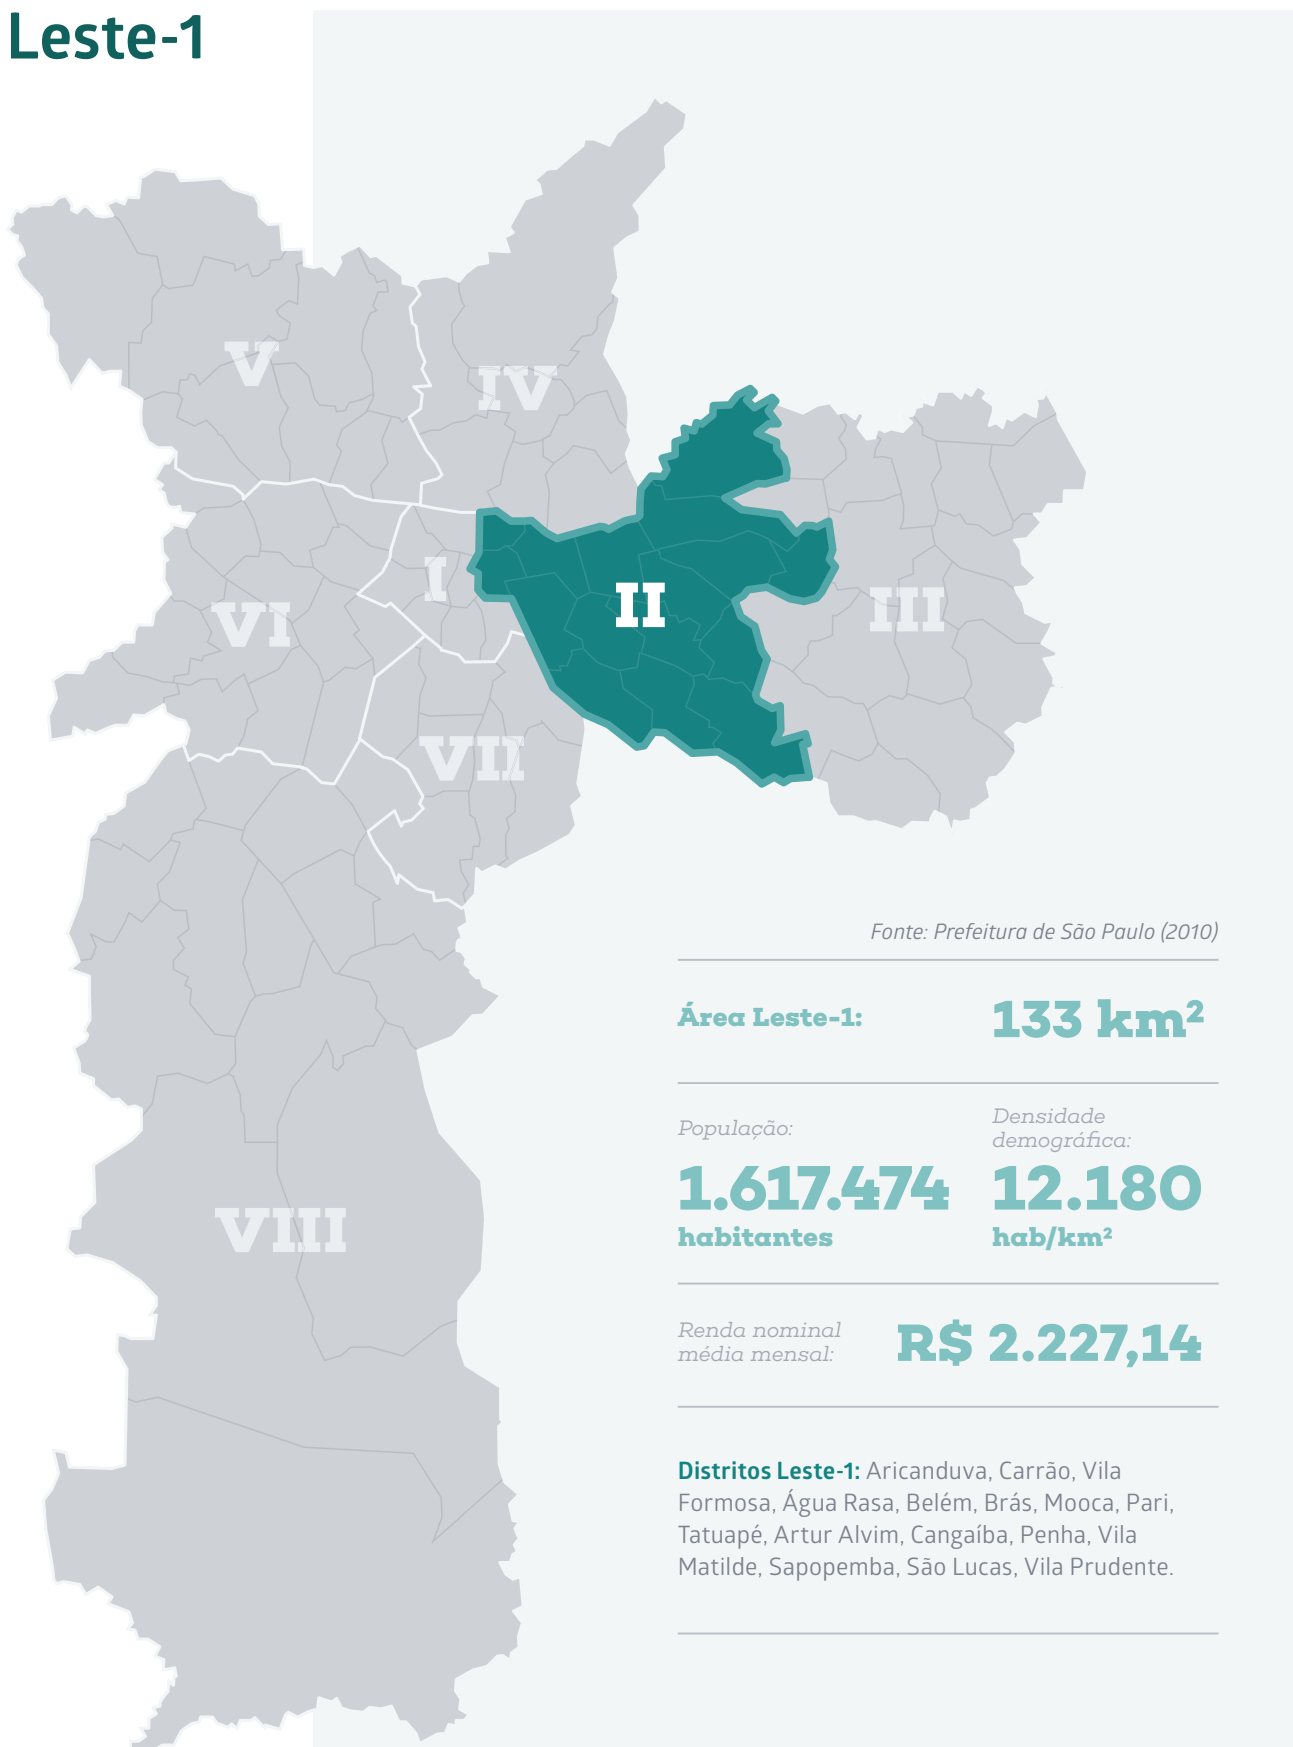 Leste-1
V
IV
I
II
III
VI
VII
VIII
Fonte: Prefeitura de São Paulo (2010)
Área Leste-1:
133 km²
População:
1.617.474
habitantes
Densidade
demográfica:
12.180
hab/km²
Renda nominal
média mensal:
R$ 2.227,14
Distritos Leste-1: Aricanduva, Carrão, Vila
Formosa, Água Rasa, Belém, Brás, Mooca, Pari,
Tatuapé, Artur Alvim, Cangaíba, Penha, Vila
Matilde, Sapopemba, São Lucas, Vila Prudente.